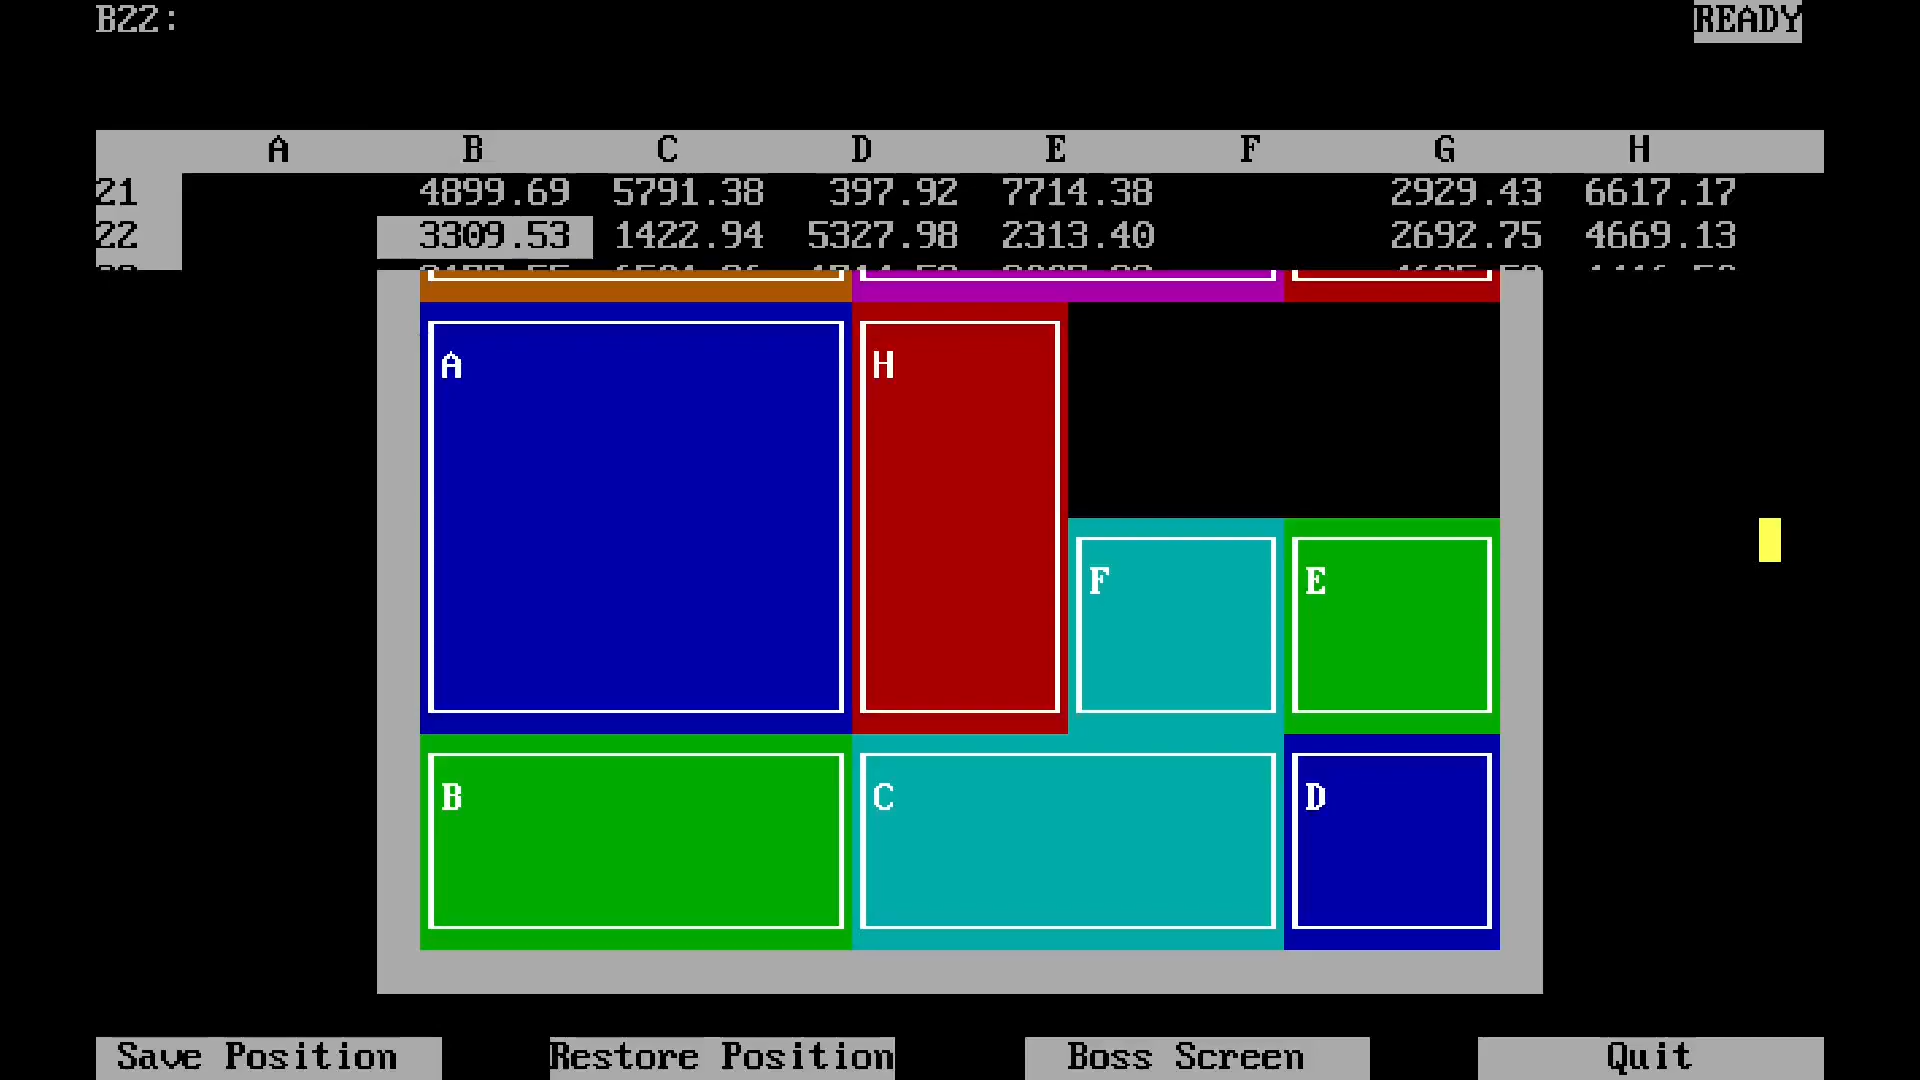 B22: READY
A B C D E F G H
21 4899.69 5791.38 397.92 7714.38 2929.43 6617.17
22 3309.53 1422.94 5327.98 2313.40 2692.75 4669.13
A H
F E
B C D
Save Position Restore Position Boss Screen Quit